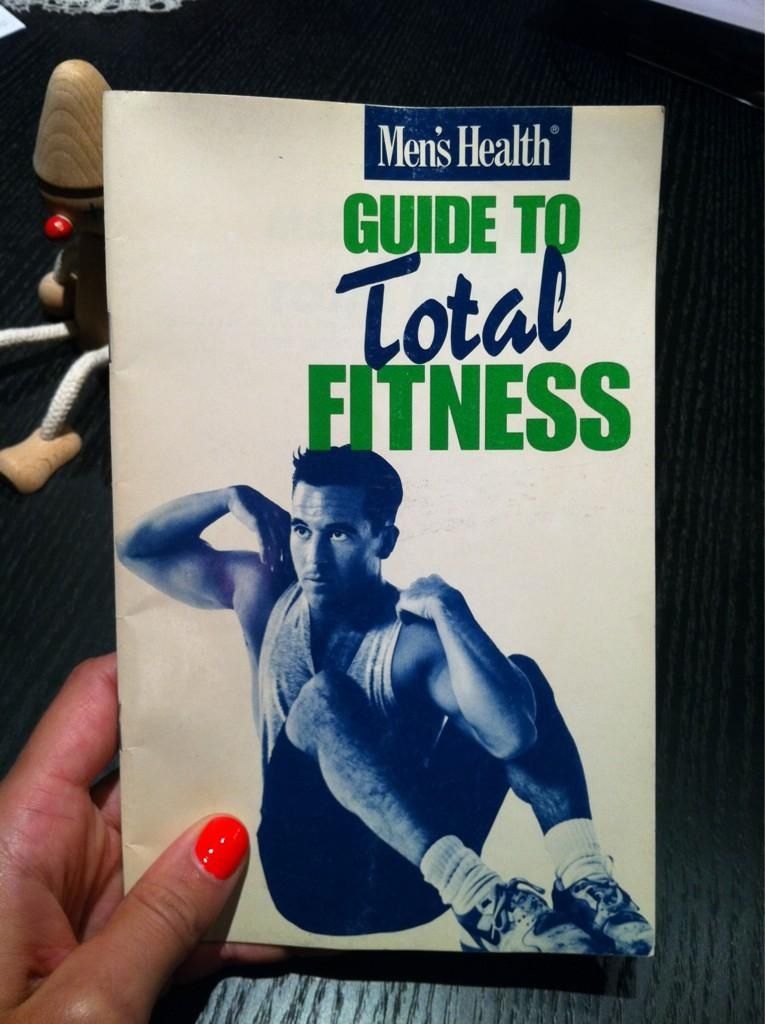 Men's Health®
GUIDE TO
Total
FITNESS